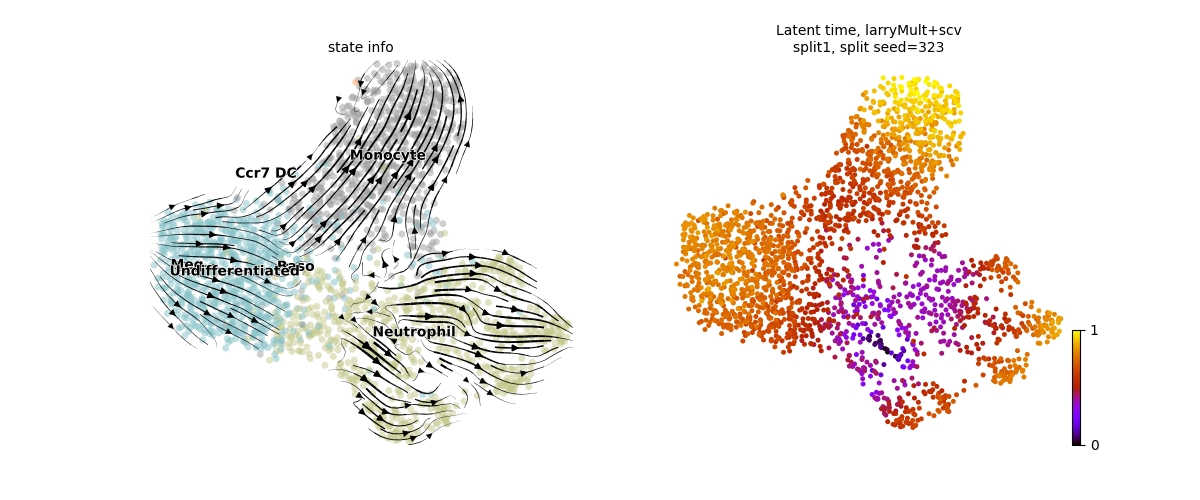 state info
Monocyte
Ccr7 DC
Meg
Baso
Undifferentiated
Neutrophil
Latent time, larryMult+scv
split1, split seed=323
1
0